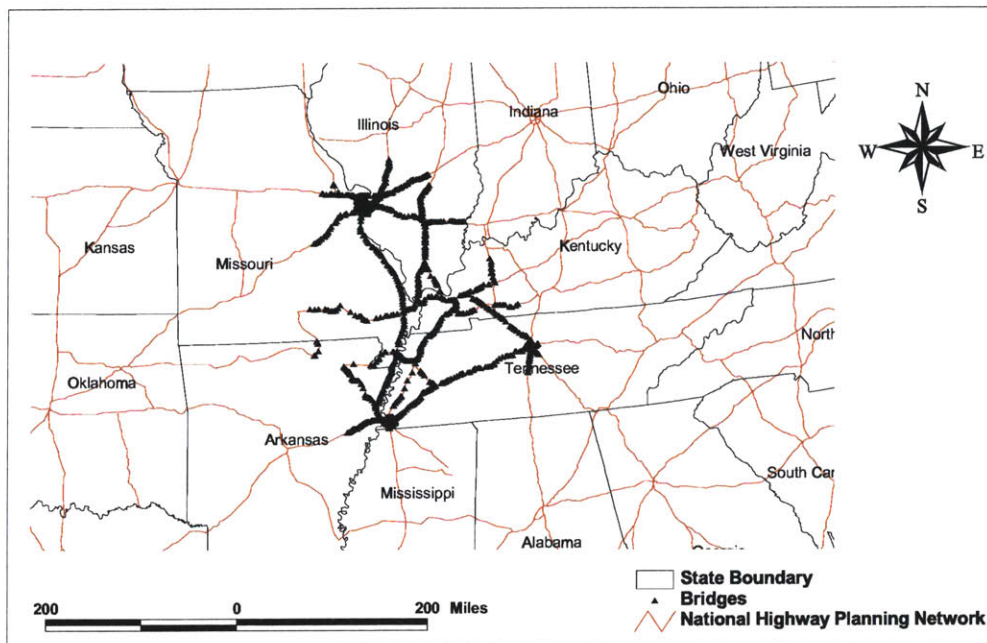 Ohio
Indiana
Illinois
West Virginia
N
W E
S
Kansas
Kentucky
Missouri
North
Tennessee
Oklahoma
Arkansas
South Car
Mississippi
Alabama
State Boundary
Bridges
National Highway Planning Network
200 0 200 Miles